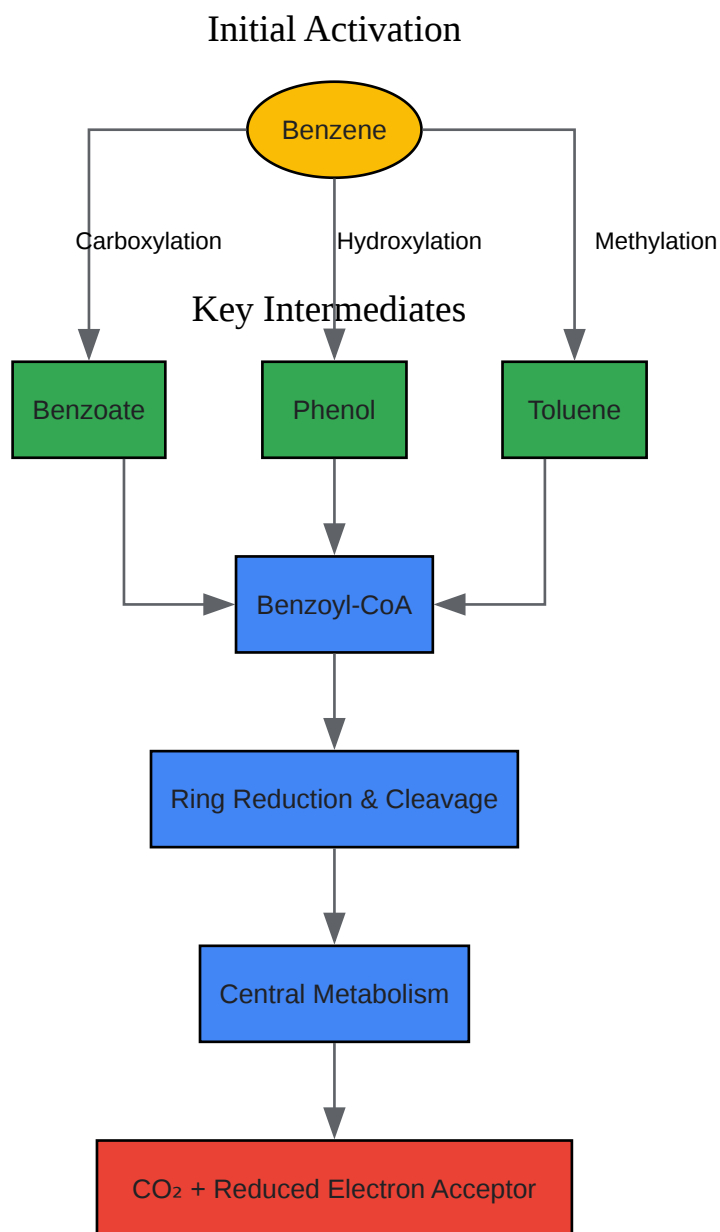 Initial Activation
Benzene
Carboxylation
Hydroxylation
Methylation
Key Intermediates
Benzoate
Phenol
Toluene
Benzoyl-CoA
Ring Reduction & Cleavage
Central Metabolism
CO₂ + Reduced Electron Acceptor